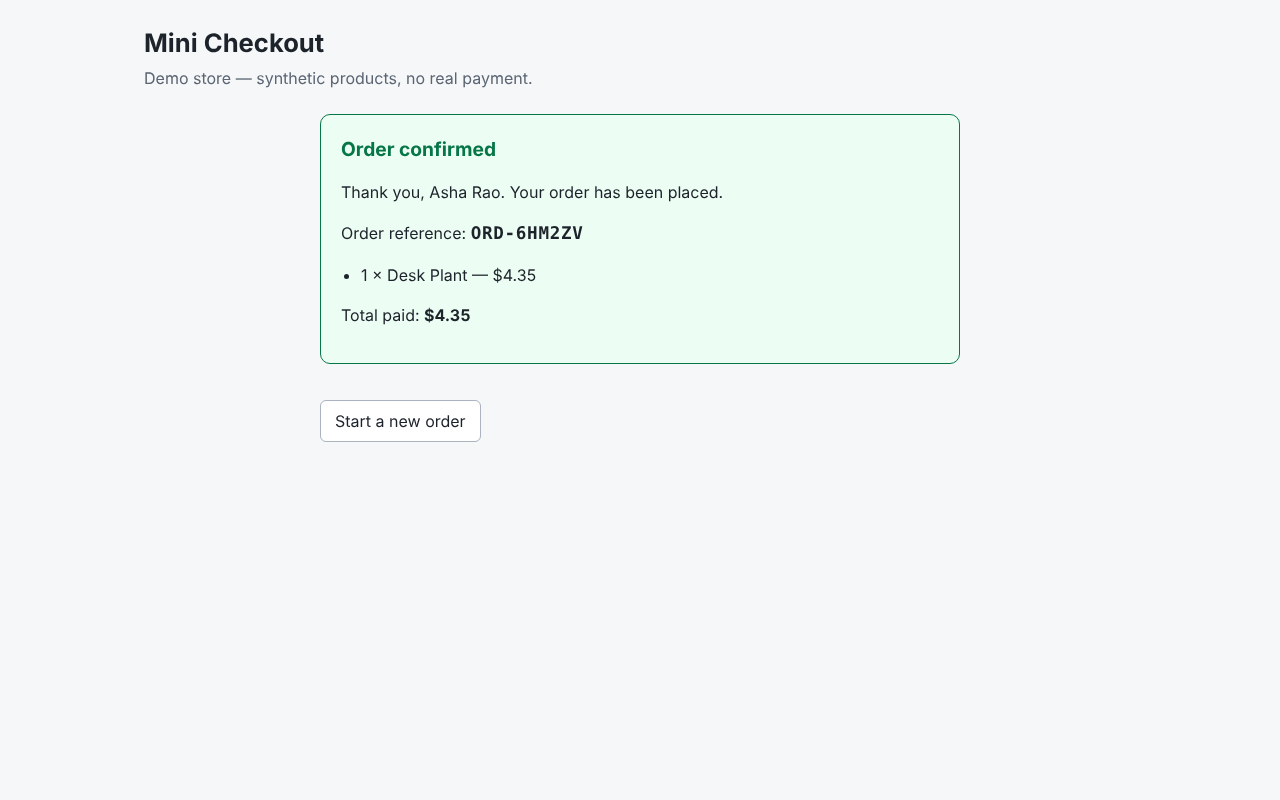 Mini Checkout
Demo store — synthetic products, no real payment.
Order confirmed
Thank you, Asha Rao. Your order has been placed.
Order reference: ORD-6HM2ZV
• 1 × Desk Plant — $4.35
Total paid: $4.35
Start a new order